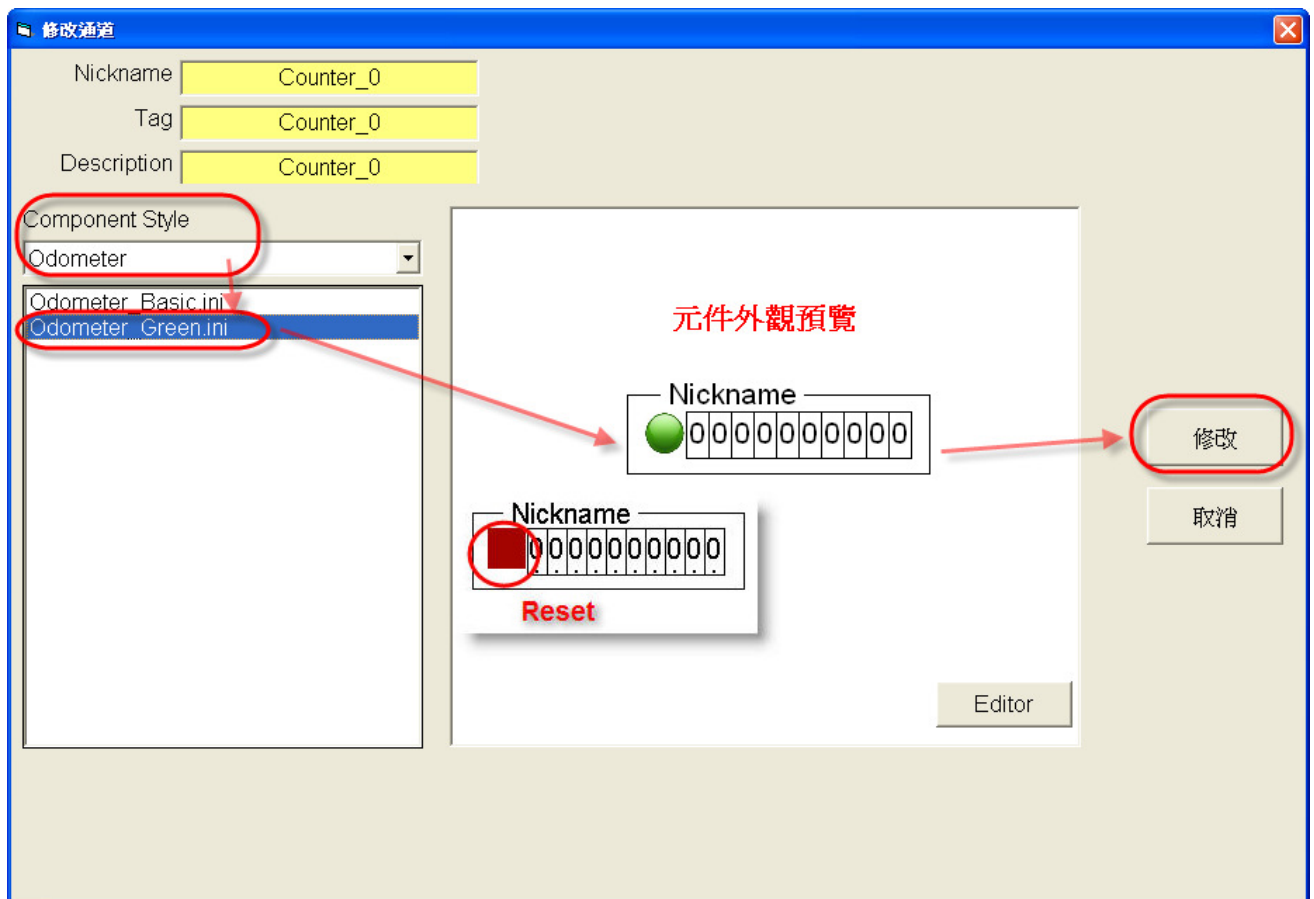 修改通道
Nickname Counter_0
Tag Counter_0
Description Counter_0
Component Style
Odometer
Odometer_Basic.ini
Odometer_Green.ini
元件外觀預覽
Nickname
0000000000
Nickname
0000000000
Reset
Editor
修改
取消